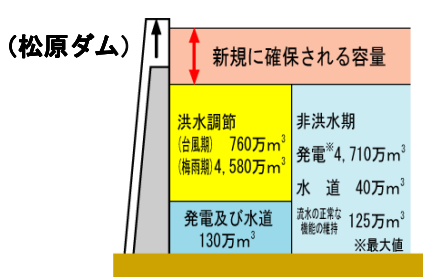 (松原ダム)
新規に確保される容量
洪水調節
(台風期) 760万m³
(梅雨期) 4,580万m³
発電及び水道
130万m³
非洪水期
発電※4,710万m³
水 道 40万m³
流水の正常な
機能の維持 125万m³
※最大値